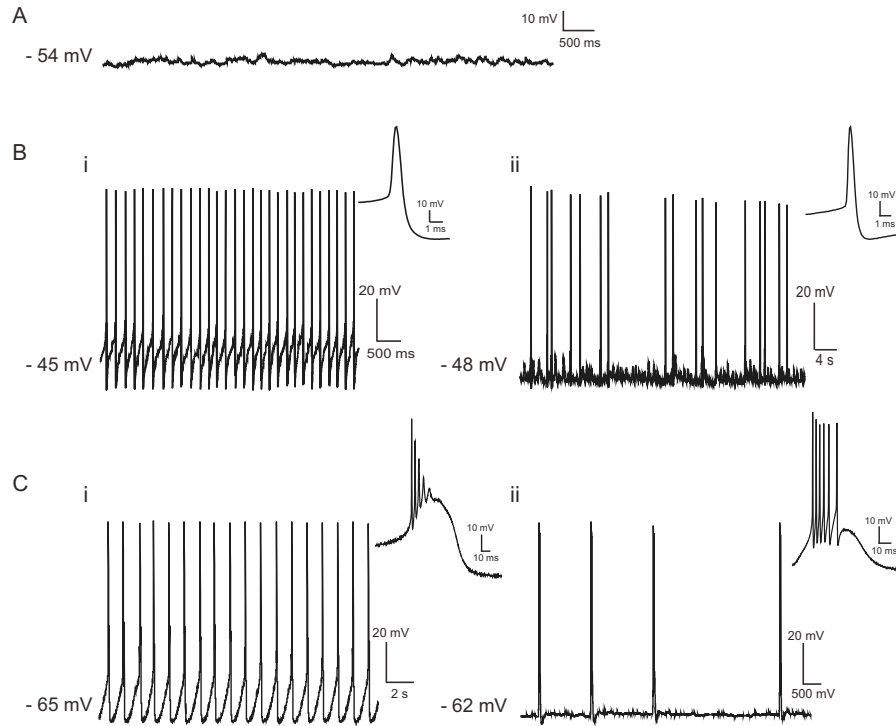 A
10 mV
500 ms
- 54 mV
B
i
10 mV
1 ms
20 mV
500 ms
- 45 mV
ii
10 mV
1 ms
20 mV
4 s
- 48 mV
C
i
10 mV
10 ms
20 mV
2 s
- 65 mV
ii
10 mV
10 ms
20 mV
500 mV
- 62 mV